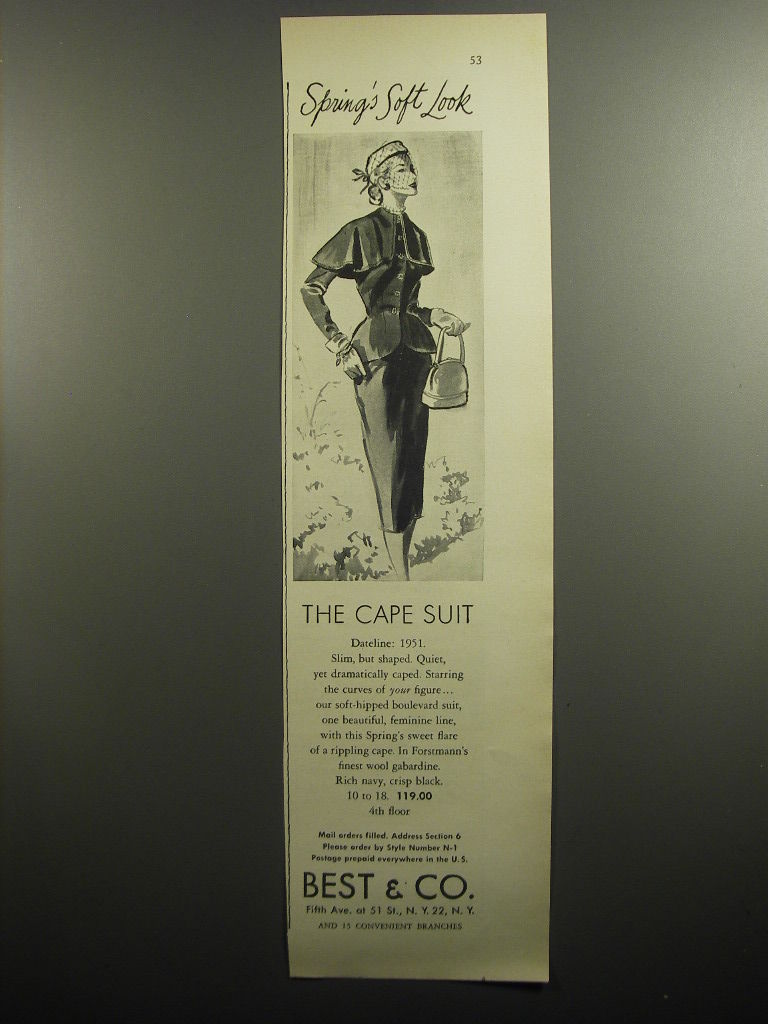 53
Spring's Soft Look
THE CAPE SUIT
Dateline: 1951.
Slim, but shaped. Quiet,
yet dramatically caped. Starring
the curves of your figure...
our soft-hipped boulevard suit,
one beautiful, feminine line,
with this Spring's sweet flare
of a rippling cape. In Forstmann's
finest wool gabardine.
Rich navy, crisp black.
10 to 18. 119.00
4th floor
Mail orders filled. Address Section 6
Please order by Style Number N-1
Postage prepaid everywhere in the U. S.
BEST & CO.
Fifth Ave. at 51 St., N. Y. 22, N. Y.
AND 15 CONVENIENT BRANCHES